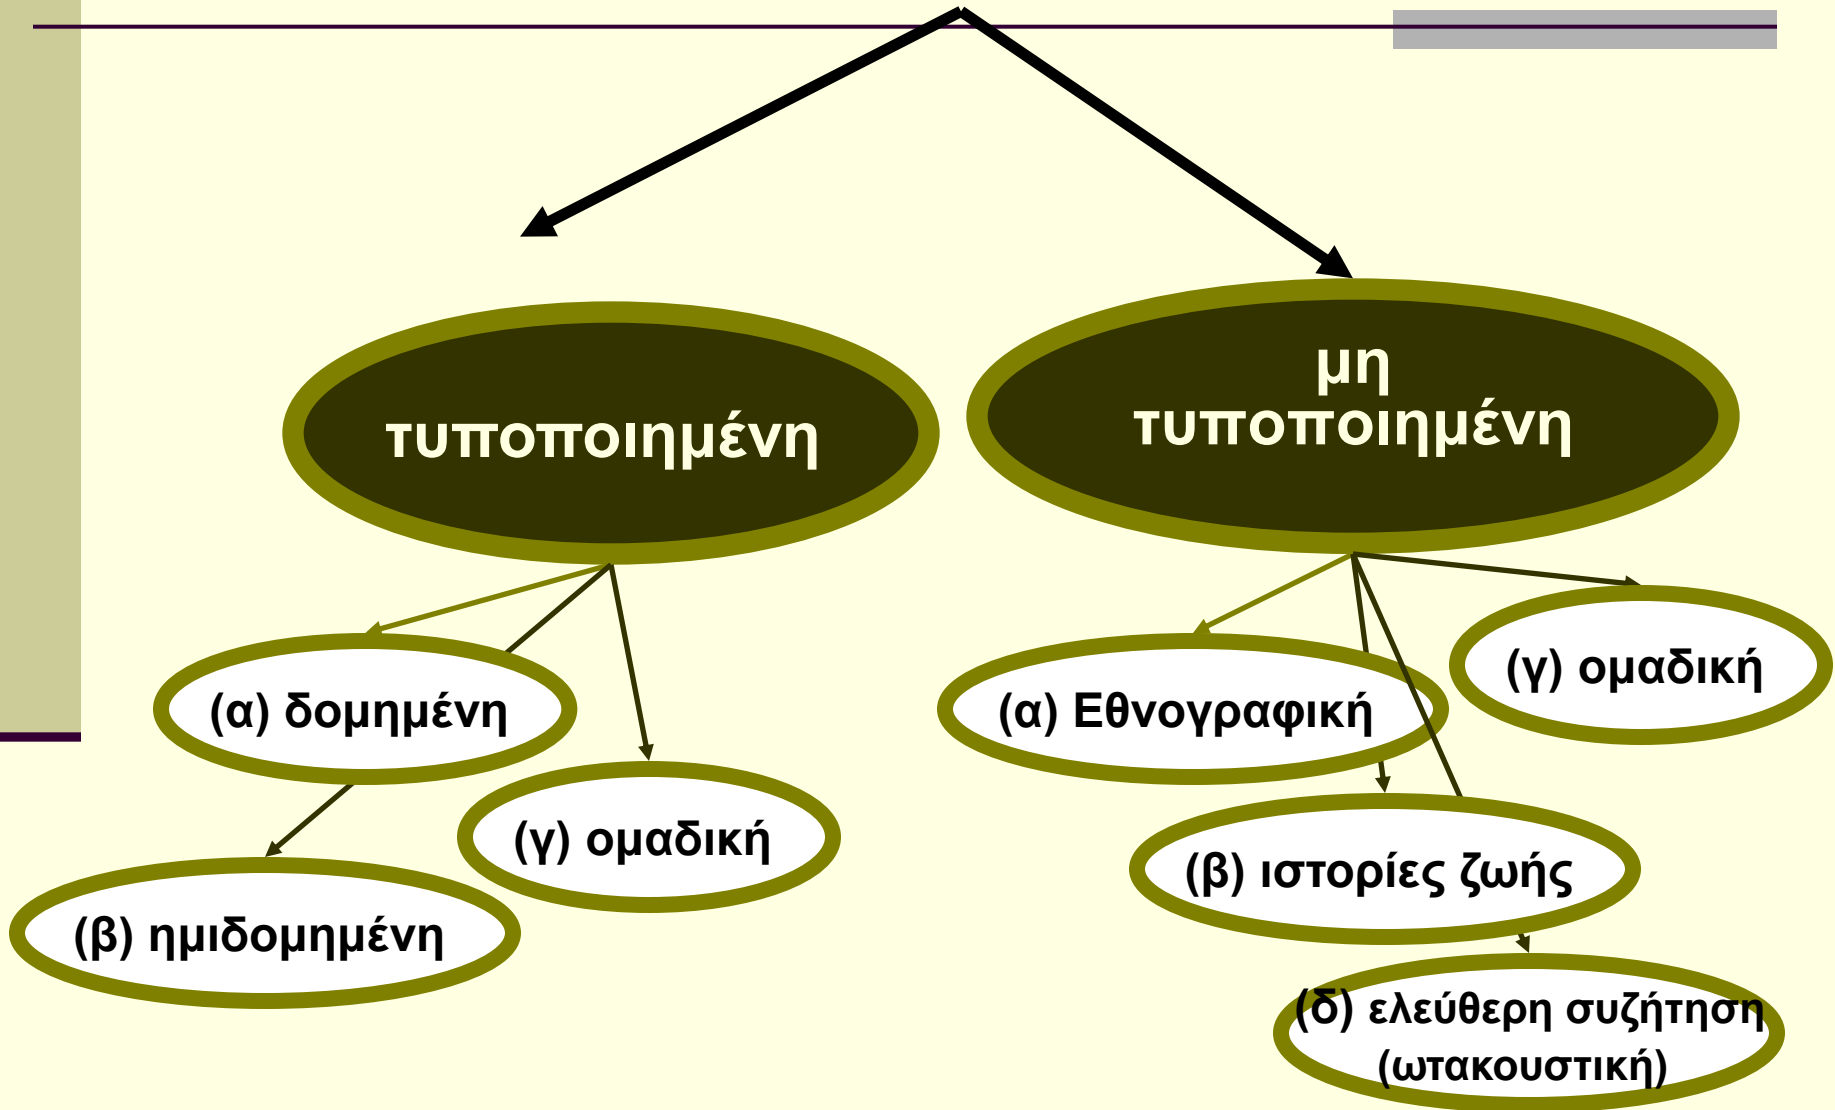 τυποποιημένη
μη
τυποποιημένη
(α) δομημένη
(β) ημιδομημένη
(γ) ομαδική
(α) Εθνογραφική
(β) ιστορίες ζωής
(γ) ομαδική
(δ) ελεύθερη συζήτηση
(ωτακουστική)